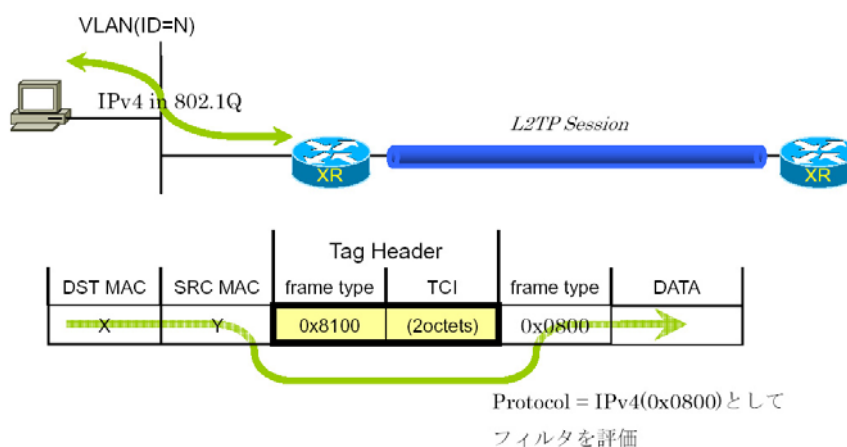 VLAN(ID=N)
IPv4 in 802.1Q
L2TP Session
XR
XR
Tag Header
DST MAC
SRC MAC
frame type
TCI
frame type
DATA
X
Y
0x8100
(2octets)
0x0800
Protocol = IPv4(0x0800)として
フィルタを評価